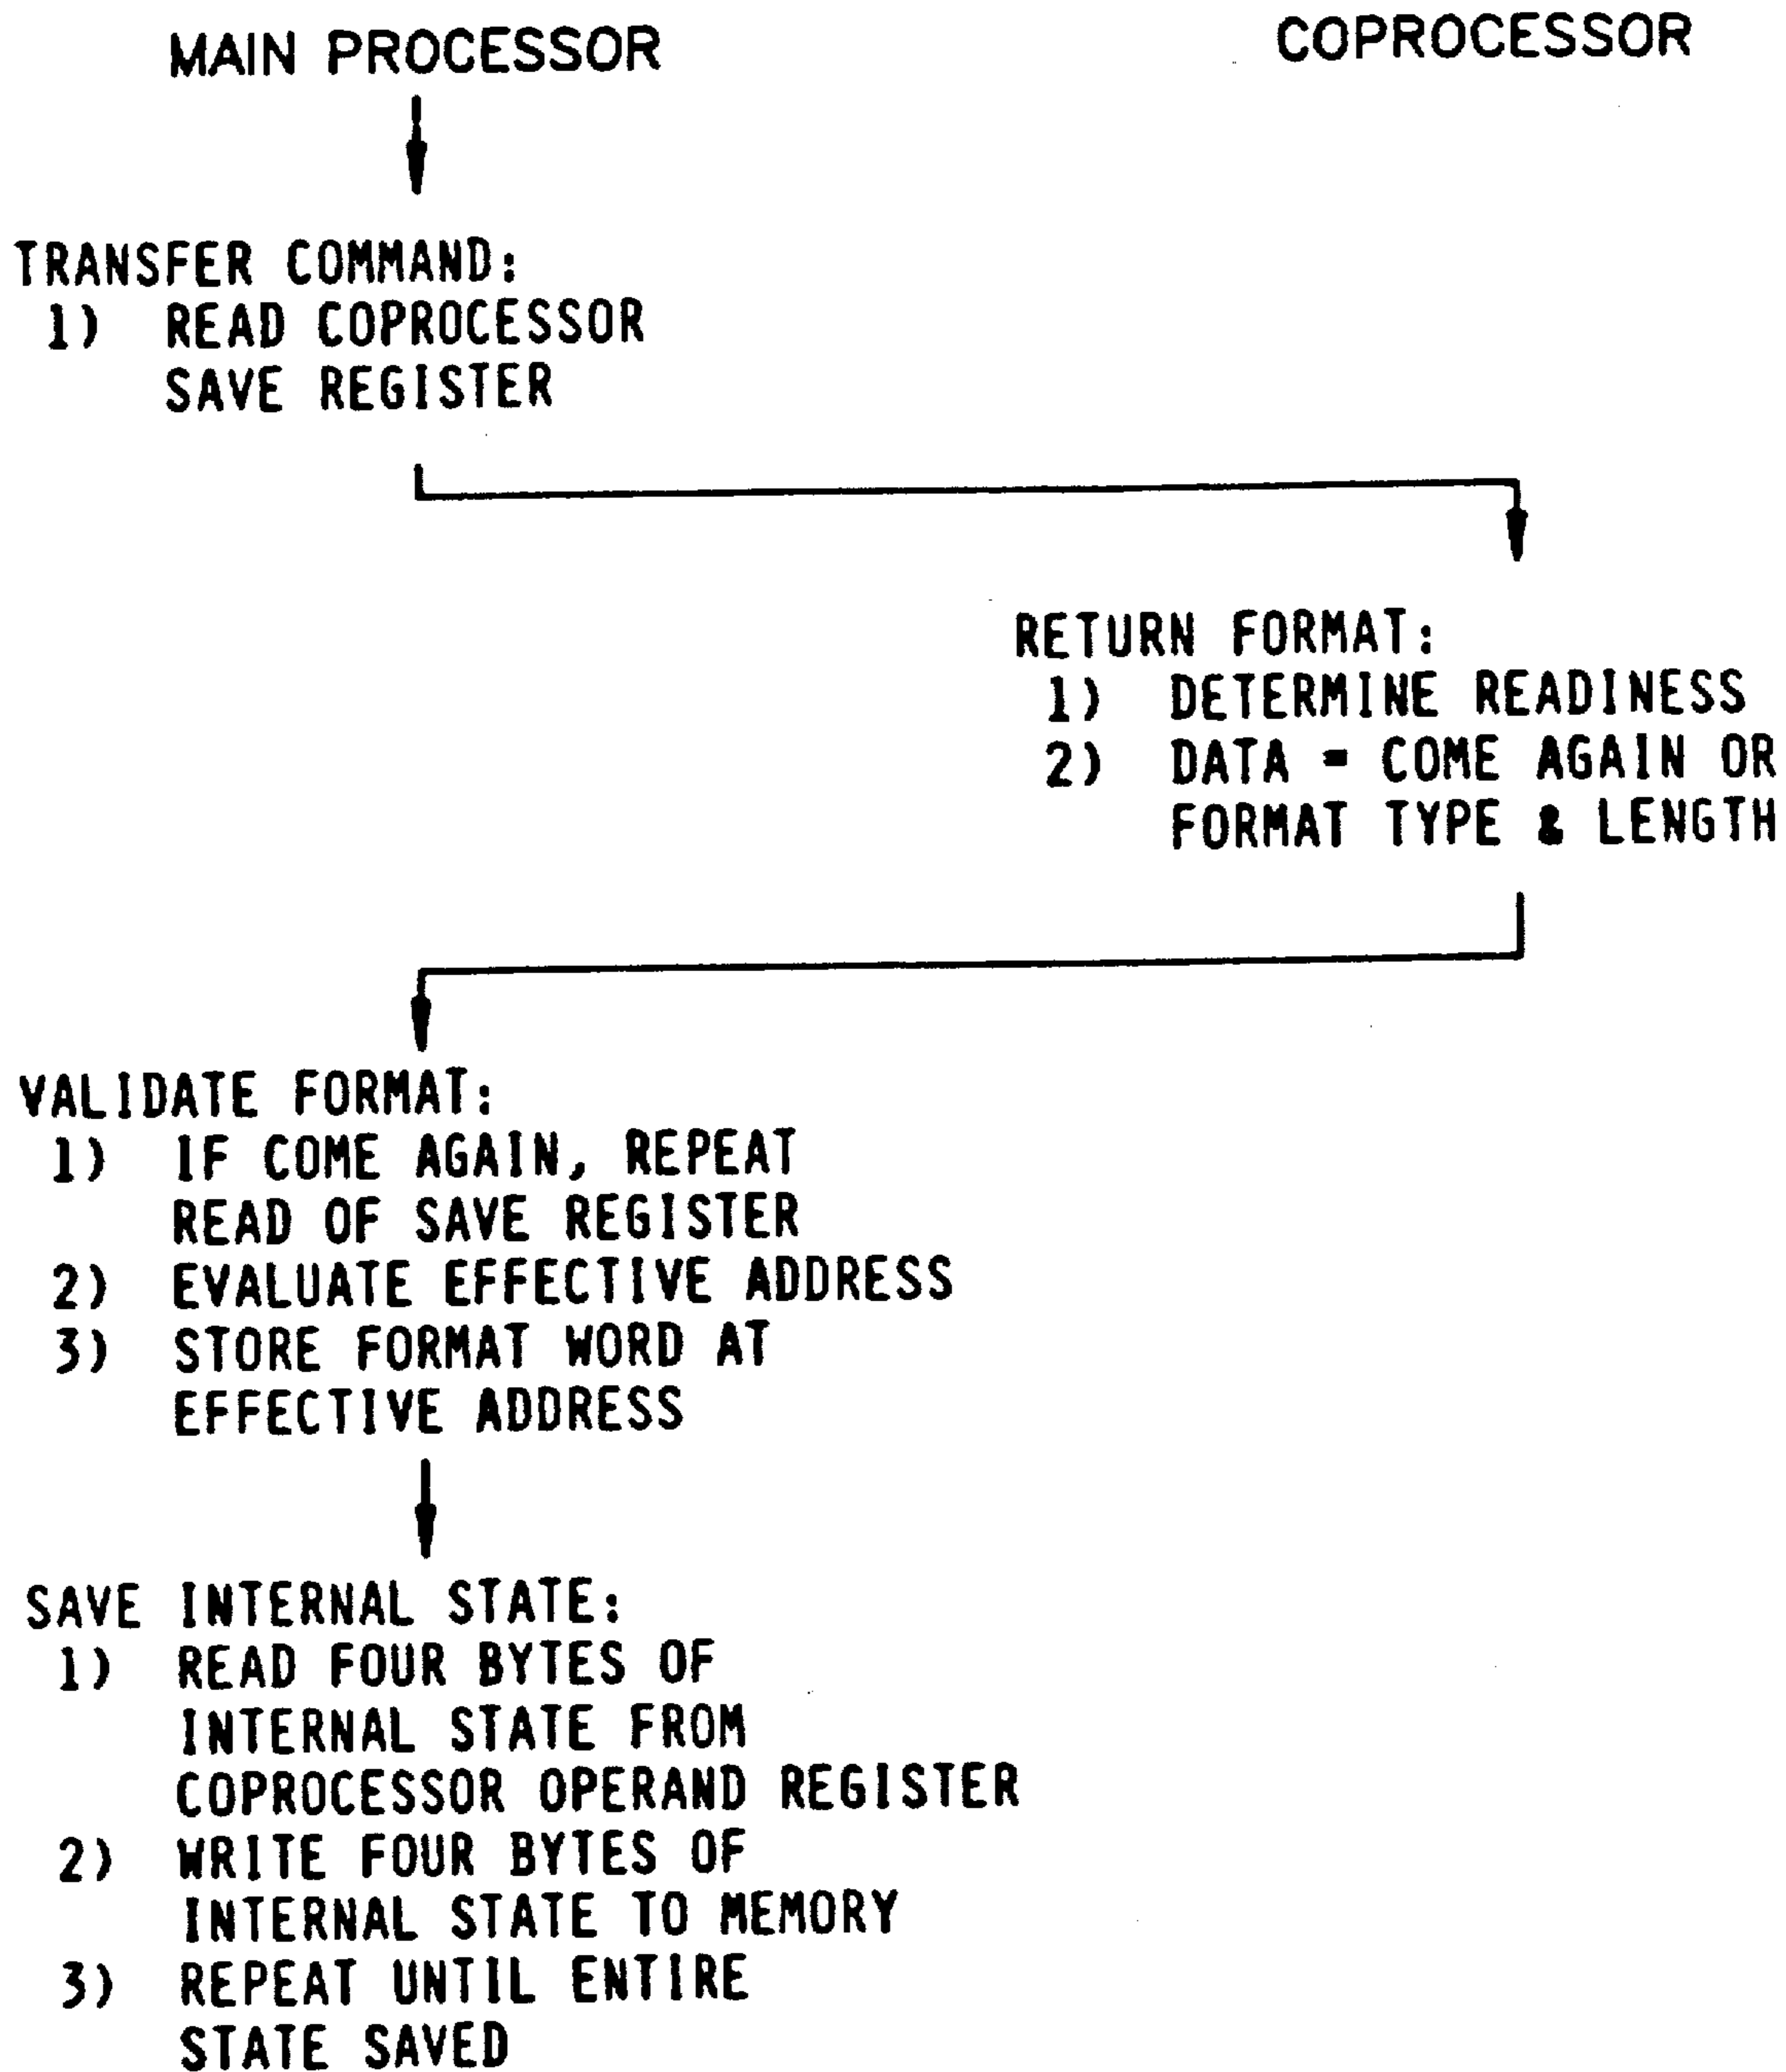 MAIN PROCESSOR
COPROCESSOR
TRANSFER COMMAND:
1) READ COPROCESSOR
SAVE REGISTER
RETURN FORMAT:
1) DETERMINE READINESS
2) DATA = COME AGAIN OR
FORMAT TYPE & LENGTH
VALIDATE FORMAT:
1) IF COME AGAIN, REPEAT
READ OF SAVE REGISTER
2) EVALUATE EFFECTIVE ADDRESS
3) STORE FORMAT WORD AT
EFFECTIVE ADDRESS
SAVE INTERNAL STATE:
1) READ FOUR BYTES OF
INTERNAL STATE FROM
COPROCESSOR OPERAND REGISTER
2) WRITE FOUR BYTES OF
INTERNAL STATE TO MEMORY
3) REPEAT UNTIL ENTIRE
STATE SAVED